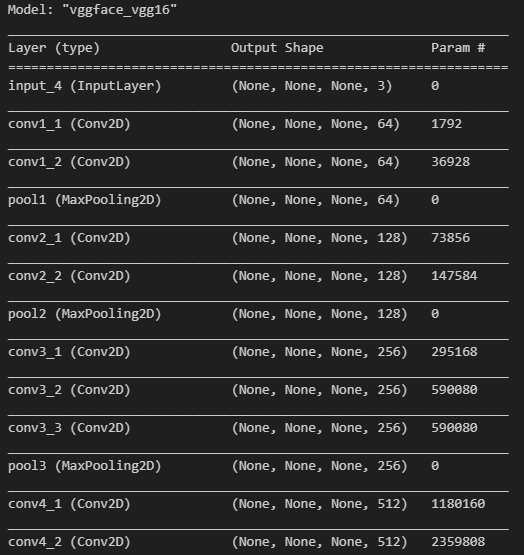 Model: "vggface_vgg16"
_________________________________________________________________
Layer (type)                 Output Shape              Param #
=================================================================
input_4 (InputLayer)         (None, None, None, 3)     0
_________________________________________________________________
conv1_1 (Conv2D)             (None, None, None, 64)    1792
_________________________________________________________________
conv1_2 (Conv2D)             (None, None, None, 64)    36928
_________________________________________________________________
pool1 (MaxPooling2D)         (None, None, None, 64)    0
_________________________________________________________________
conv2_1 (Conv2D)             (None, None, None, 128)   73856
_________________________________________________________________
conv2_2 (Conv2D)             (None, None, None, 128)   147584
_________________________________________________________________
pool2 (MaxPooling2D)         (None, None, None, 128)   0
_________________________________________________________________
conv3_1 (Conv2D)             (None, None, None, 256)   295168
_________________________________________________________________
conv3_2 (Conv2D)             (None, None, None, 256)   590080
_________________________________________________________________
conv3_3 (Conv2D)             (None, None, None, 256)   590080
_________________________________________________________________
pool3 (MaxPooling2D)         (None, None, None, 256)   0
_________________________________________________________________
conv4_1 (Conv2D)             (None, None, None, 512)   1180160
_________________________________________________________________
conv4_2 (Conv2D)             (None, None, None, 512)   2359808